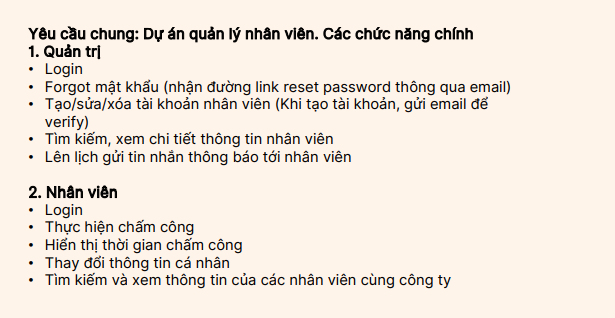 Yêu cầu chung: Dự án quản lý nhân viên. Các chức năng chính
1. Quản trị
• Login
• Forgot mật khẩu (nhận đường link reset password thông qua email)
• Tạo/sửa/xóa tài khoản nhân viên (Khi tạo tài khoản, gửi email để
verify)
• Tìm kiếm, xem chi tiết thông tin nhân viên
• Lên lịch gửi tin nhắn thông báo tới nhân viên
2. Nhân viên
• Login
• Thực hiện chấm công
• Hiển thị thời gian chấm công
• Thay đổi thông tin cá nhân
• Tìm kiếm và xem thông tin của các nhân viên cùng công ty